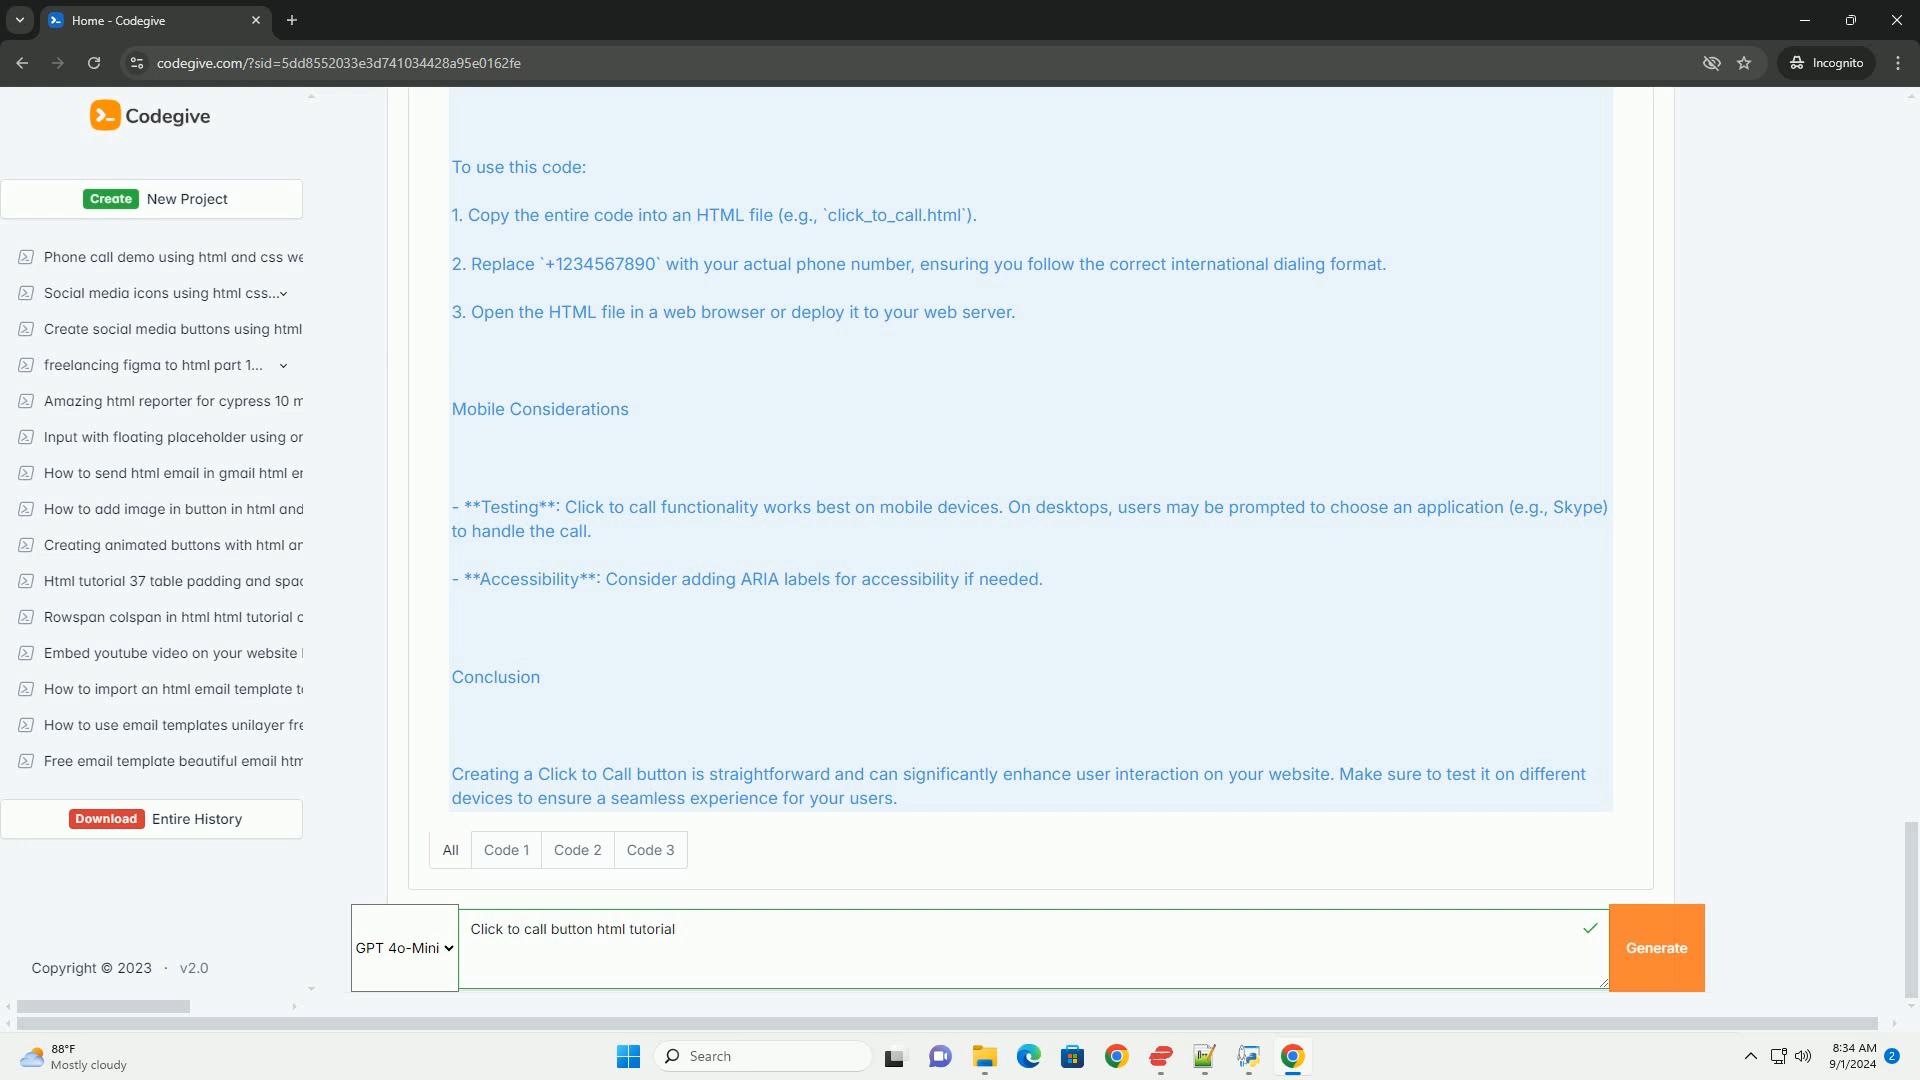 Home - Codegive
codegive.com/?sid=5dd8552033e3d741034428a95e0162fe
Incognito
Codegive
Create New Project
Phone call demo using html and css we
Social media icons using html css...
Create social media buttons using html
freelancing figma to html part 1...
Amazing html reporter for cypress 10 m
Input with floating placeholder using or
How to send html email in gmail html er
How to add image in button in html and
Creating animated buttons with html ar
Html tutorial 37 table padding and spac
Rowspan colspan in html html tutorial c
Embed youtube video on your website
How to import an html email template to
How to use email templates unilayer fre
Free email template beautiful email htm
Download Entire History
Copyright © 2023 · v2.0
To use this code:
1. Copy the entire code into an HTML file (e.g., `click_to_call.html`).
2. Replace `+1234567890` with your actual phone number, ensuring you follow the correct international dialing format.
3. Open the HTML file in a web browser or deploy it to your web server.
Mobile Considerations
- **Testing**: Click to call functionality works best on mobile devices. On desktops, users may be prompted to choose an application (e.g., Skype)
to handle the call.
- **Accessibility**: Consider adding ARIA labels for accessibility if needed.
Conclusion
Creating a Click to Call button is straightforward and can significantly enhance user interaction on your website. Make sure to test it on different
devices to ensure a seamless experience for your users.
All Code 1 Code 2 Code 3
GPT 4o-Mini
Click to call button html tutorial
Generate
88°F
Mostly cloudy
Search
8:34 AM
9/1/2024
2